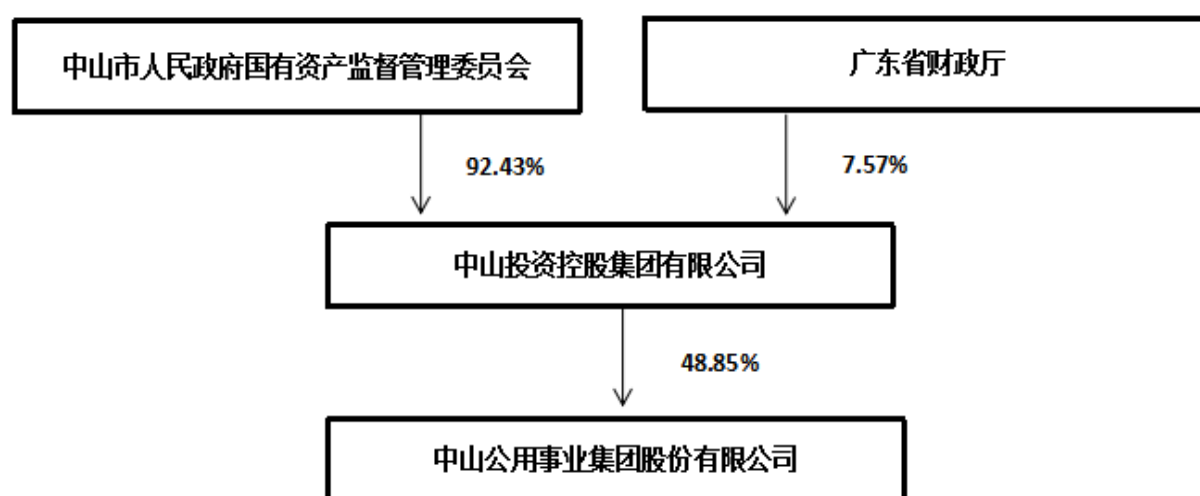 中山市人民政府国有资产监督管理委员会
广东省财政厅
92.43%
7.57%
中山投资控股集团有限公司
48.85%
中山公用事业集团股份有限公司